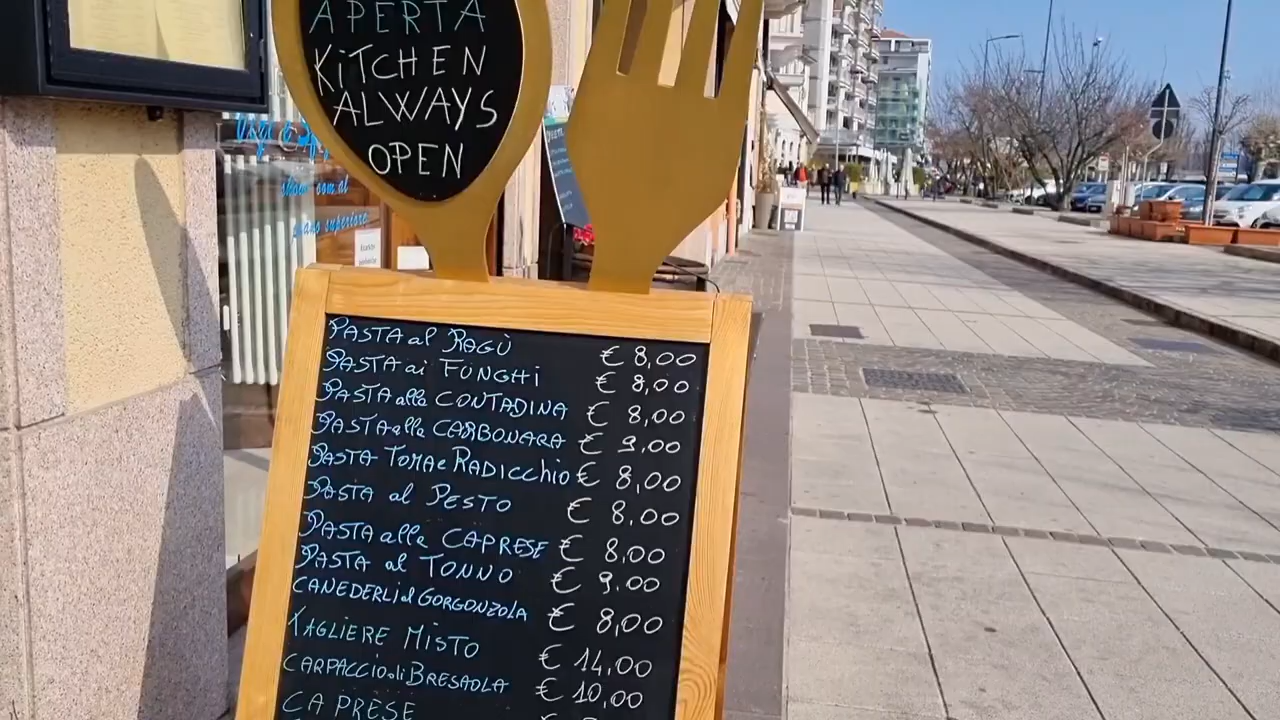 APERTA
KITCHEN
ALWAYS
OPEN
piano superiore
PASTA al RAGÙ € 8,00
PASTA ai FUNGHI € 8,00
PASTA alla CONTADINA € 8,00
PASTA alla CARBONARA € 9,00
PASTA TOMA e RADICCHIO € 8,00
PASTA al PESTO € 8,00
PASTA alla CAPRESE € 8,00
PASTA al TONNO € 9.00
CANEDERLI al GORGONZOLA € 8,00
TAGLIERE MISTO € 14,00
CARPACCIO di BRESAOLA € 10,00
CAPRESE €